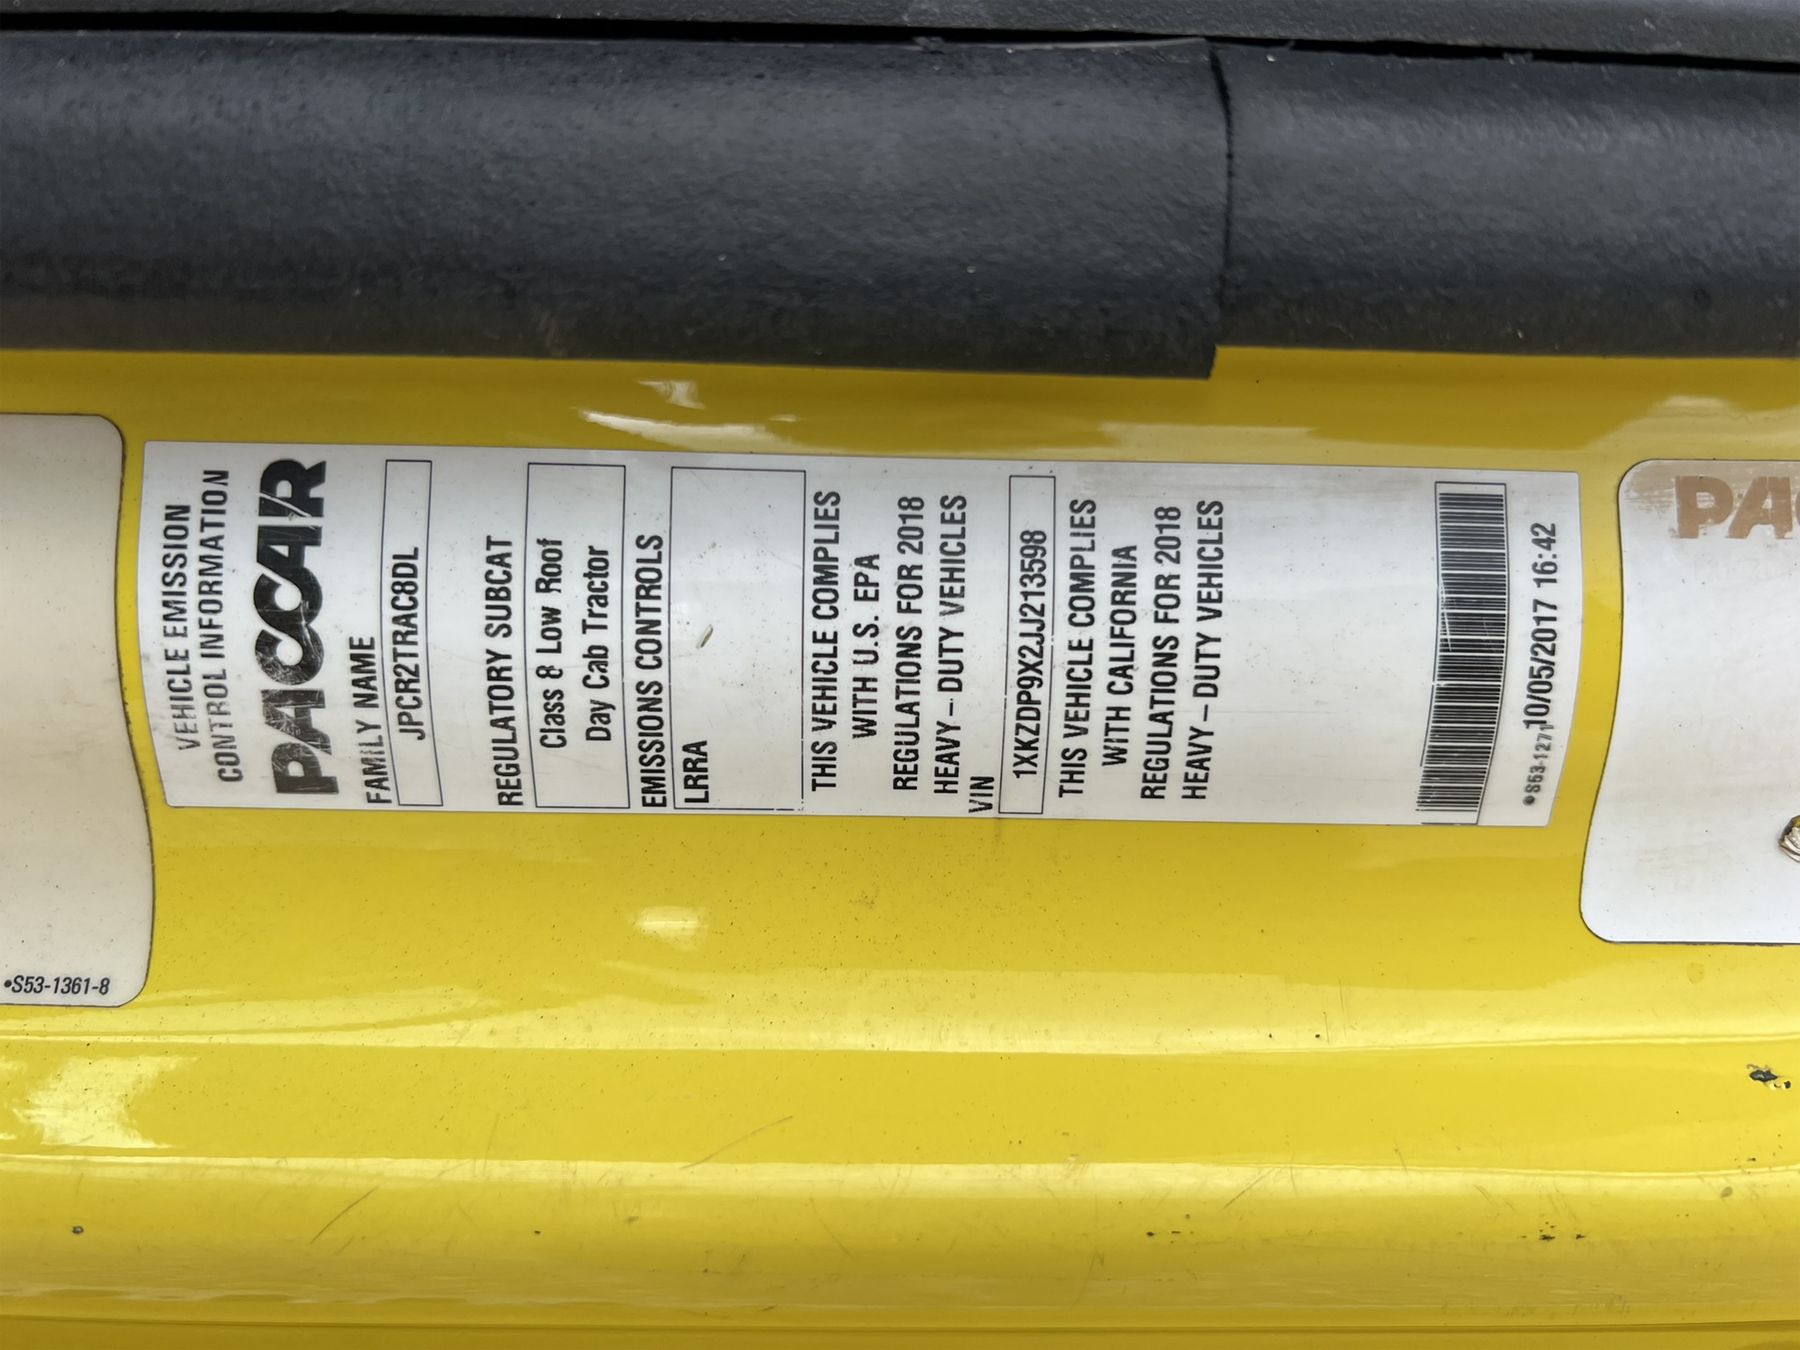 •S53-1361-8
VEHICLE EMISSION
CONTROL INFORMATION
PACCAR
FAMILY NAME
JPCR2TRAC8DL
REGULATORY SUBCAT
Class 8 Low Roof
Day Cab Tractor
EMISSIONS CONTROLS
LRRA
THIS VEHICLE COMPLIES
WITH U.S. EPA
REGULATIONS FOR 2018
HEAVY – DUTY VEHICLES
VIN
1XKZDP9X2JJ213598
THIS VEHICLE COMPLIES
WITH CALIFORNIA
REGULATIONS FOR 2018
HEAVY – DUTY VEHICLES
•S53-1271 10/05/2017 16:42